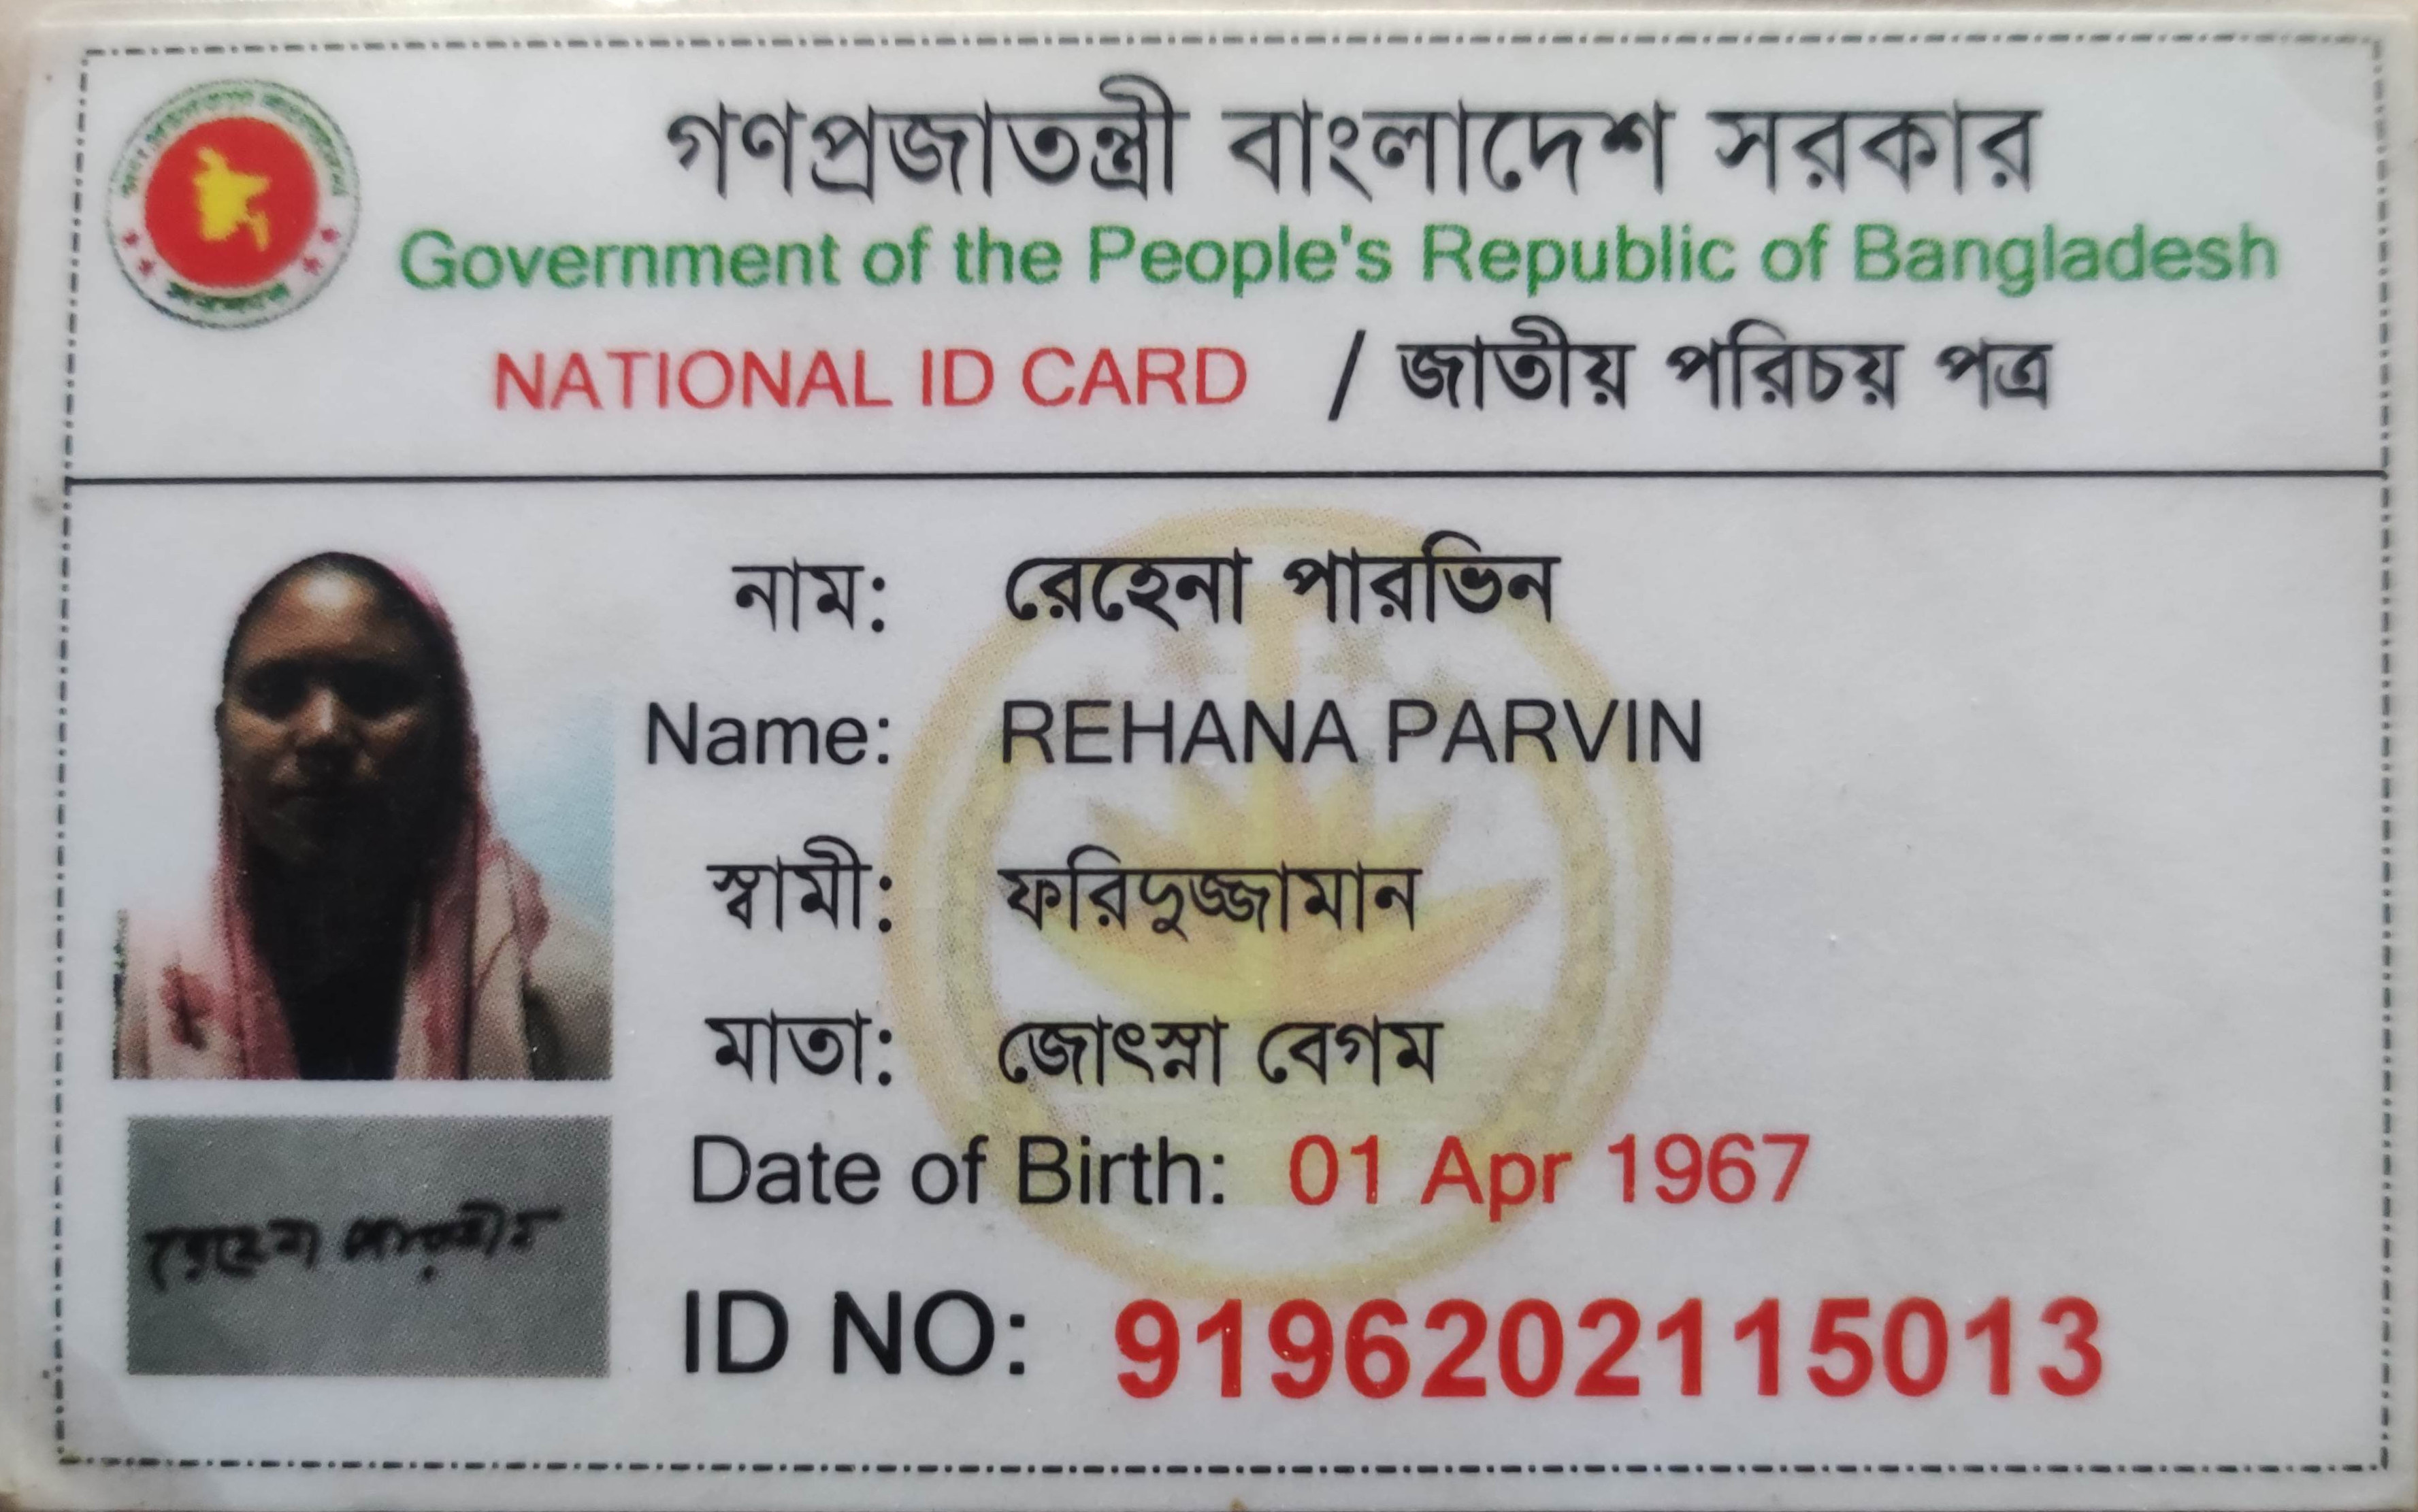 গণপ্রজাতন্ত্রী বাংলাদেশ সরকার
Government of the People's Republic of Bangladesh
NATIONAL ID CARD / জাতীয় পরিচয় পত্র
নাম: রেহেনা পারভিন
Name: REHANA PARVIN
স্বামী: ফরিদুজ্জামান
মাতা: জোৎস্না বেগম
Date of Birth: 01 Apr 1967
রেহেনা পারভীন
ID NO: 9196202115013